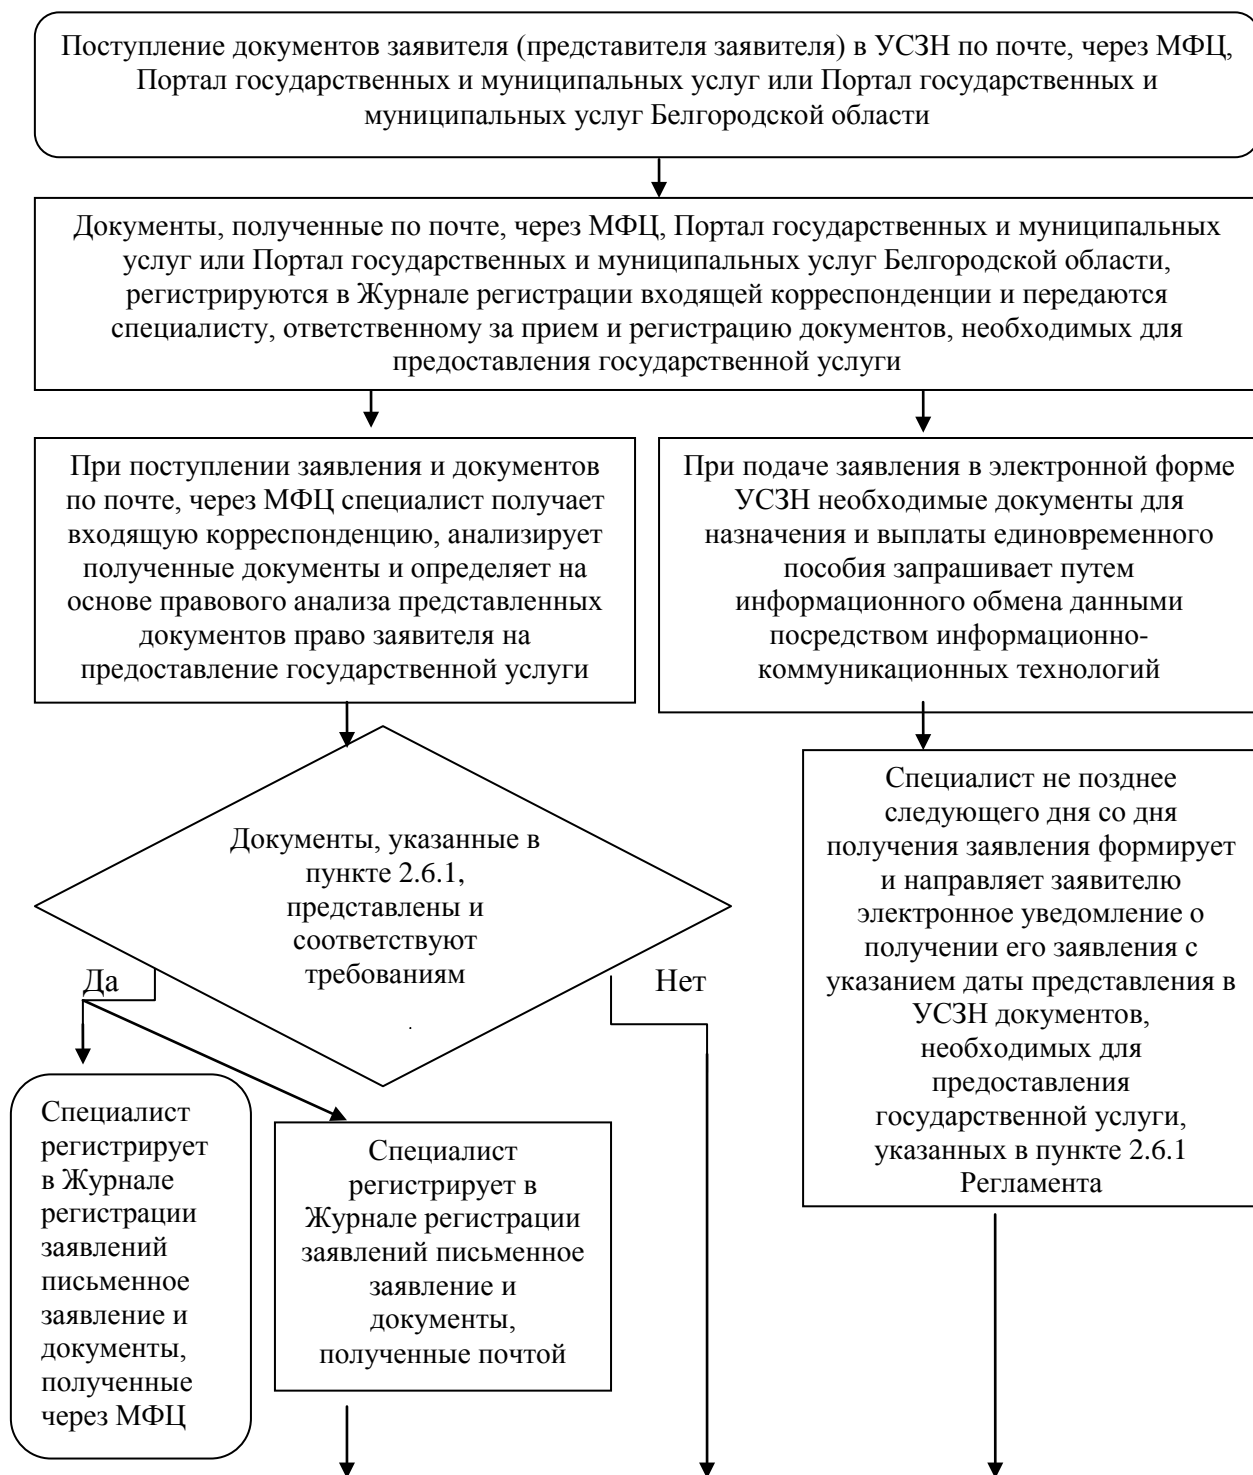 Поступление документов заявителя (представителя заявителя) в УСЗН по почте, через МФЦ,
Портал государственных и муниципальных услуг или Портал государственных и
муниципальных услуг Белгородской области
Документы, полученные по почте, через МФЦ, Портал государственных и муниципальных
услуг или Портал государственных и муниципальных услуг Белгородской области,
регистрируются в Журнале регистрации входящей корреспонденции и передаются
специалисту, ответственному за прием и регистрацию документов, необходимых для
предоставления государственной услуги
При поступлении заявления и документов
по почте, через МФЦ специалист получает
входящую корреспонденцию, анализирует
полученные документы и определяет на
основе правового анализа представленных
документов право заявителя на
предоставление государственной услуги
При подаче заявления в электронной форме
УСЗН необходимые документы для
назначения и выплаты единовременного
пособия запрашивает путем
информационного обмена данными
посредством информационно-
коммуникационных технологий
Документы, указанные в
пункте 2.6.1,
представлены и
соответствуют
требованиям
.
Да
Нет
Специалист не позднее
следующего дня со дня
получения заявления формирует
и направляет заявителю
электронное уведомление о
получении его заявления с
указанием даты представления в
УСЗН документов,
необходимых для
предоставления
государственной услуги,
указанных в пункте 2.6.1
Регламента
Специалист
регистрирует
в Журнале
регистрации
заявлений
письменное
заявление и
документы,
полученные
через МФЦ
Специалист
регистрирует в
Журнале регистрации
заявлений письменное
заявление и
документы,
полученные почтой